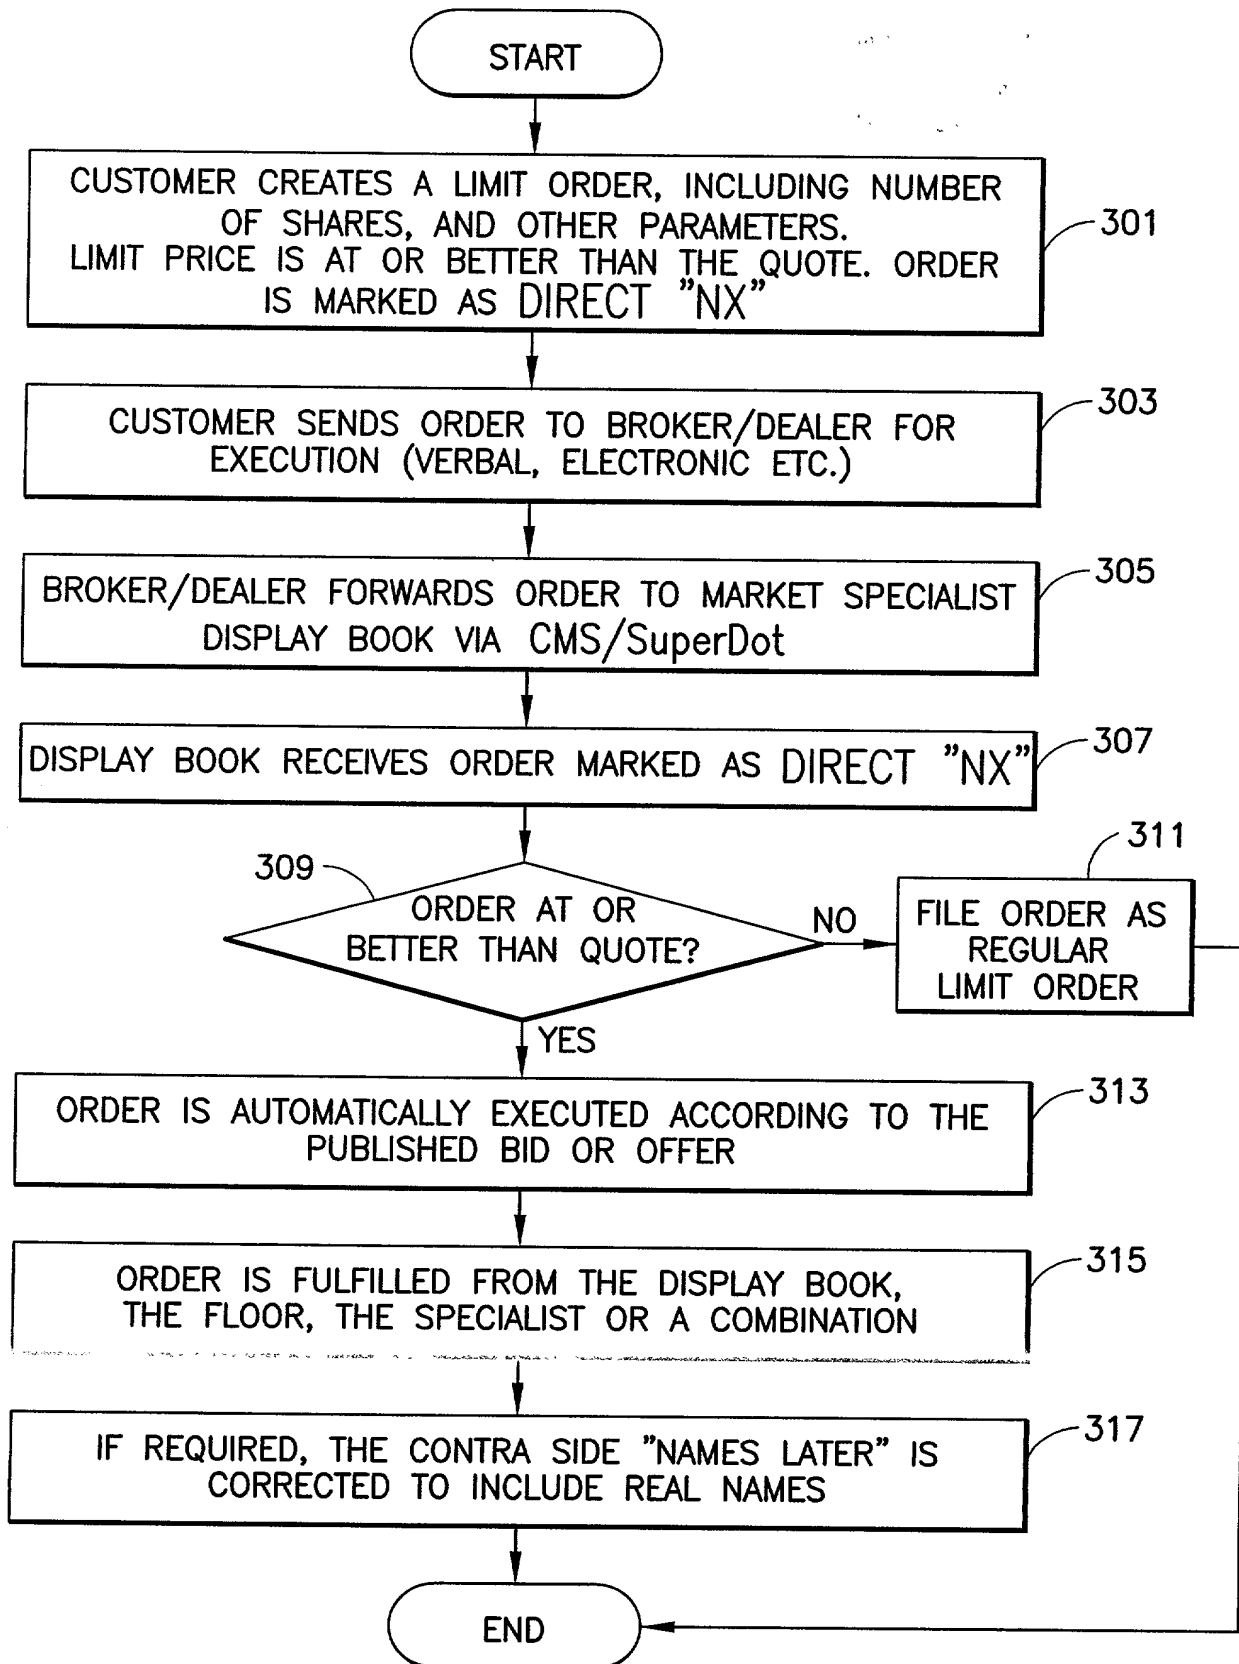 START
CUSTOMER CREATES A LIMIT ORDER, INCLUDING NUMBER
OF SHARES, AND OTHER PARAMETERS.
LIMIT PRICE IS AT OR BETTER THAN THE QUOTE. ORDER
IS MARKED AS DIRECT "NX"
301
CUSTOMER SENDS ORDER TO BROKER/DEALER FOR
EXECUTION (VERBAL, ELECTRONIC ETC.)
303
BROKER/DEALER FORWARDS ORDER TO MARKET SPECIALIST
DISPLAY BOOK VIA CMS/SuperDot
305
DISPLAY BOOK RECEIVES ORDER MARKED AS DIRECT "NX"
307
309
ORDER AT OR
BETTER THAN QUOTE?
NO
311
FILE ORDER AS
REGULAR
LIMIT ORDER
YES
ORDER IS AUTOMATICALLY EXECUTED ACCORDING TO THE
PUBLISHED BID OR OFFER
313
ORDER IS FULFILLED FROM THE DISPLAY BOOK,
THE FLOOR, THE SPECIALIST OR A COMBINATION
315
IF REQUIRED, THE CONTRA SIDE "NAMES LATER" IS
CORRECTED TO INCLUDE REAL NAMES
317
END